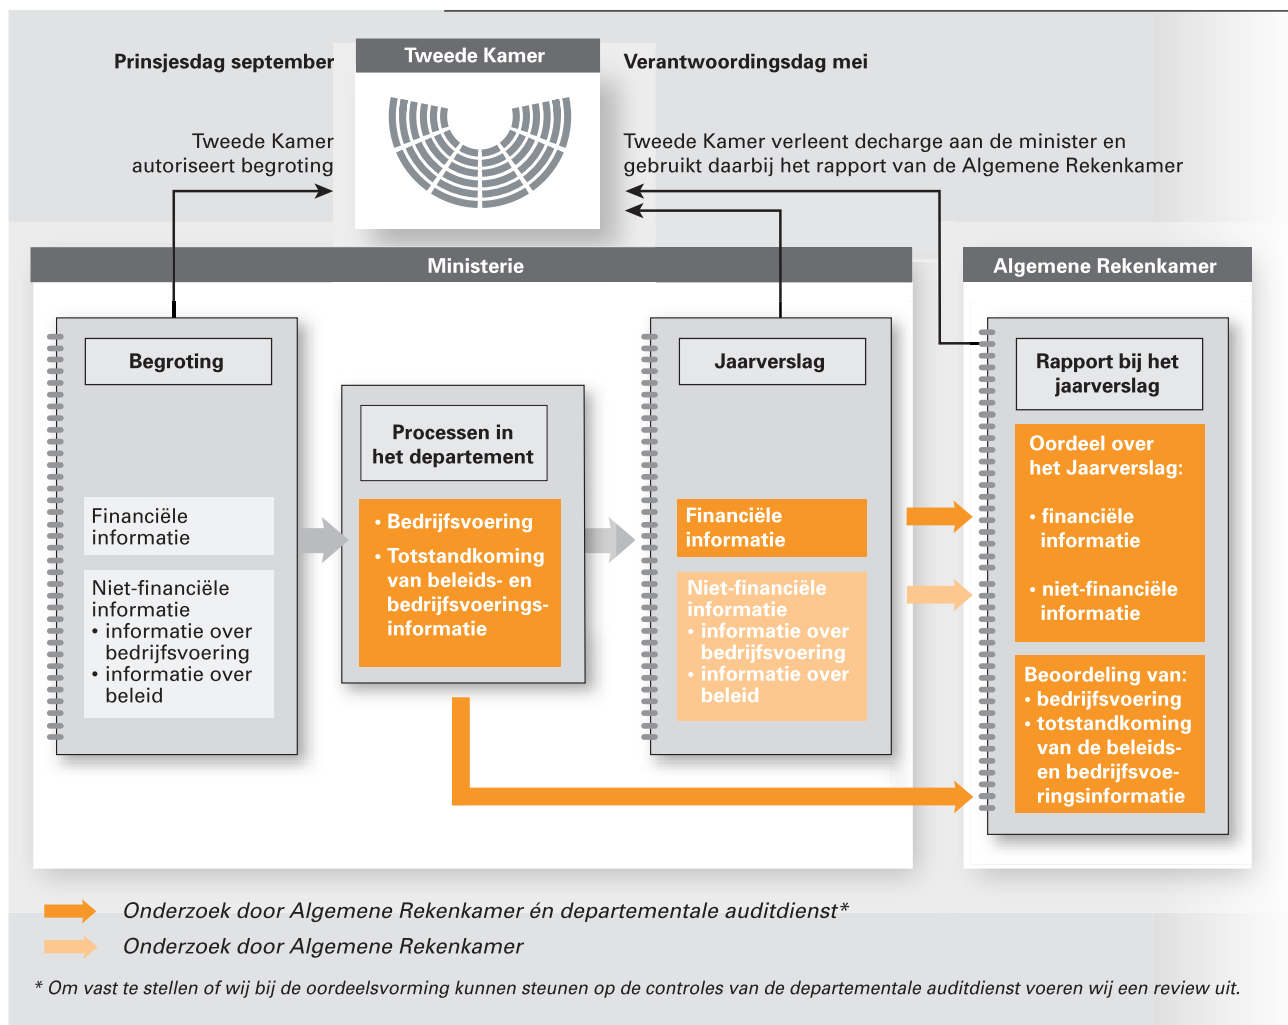 Prinsjesdag september
Tweede Kamer
Verantwoordingsdag mei
Tweede Kamer
autoriseert begroting
Tweede Kamer verleent decharge aan de minister en
gebruikt daarbij het rapport van de Algemene Rekenkamer
Ministerie
Algemene Rekenkamer
Begroting
Financiële
informatie
Niet-financiële
informatie
• informatie over
bedrijfsvoering
• informatie over
beleid
Processen in
het departement
• Bedrijfsvoering
• Totstandkoming
van beleids- en
bedrijfsvoerings-
informatie
Jaarverslag
Financiële
informatie
Niet-financiële
informatie
• informatie over
bedrijfsvoering
• informatie over
beleid
Rapport bij het
jaarverslag
Oordeel over
het Jaarverslag:
• financiële
informatie
• niet-financiële
informatie
Beoordeling van:
• bedrijfsvoering
• totstandkoming
van de beleids-
en bedrijfsvoe-
ringsinformatie
Onderzoek door Algemene Rekenkamer én departementale auditdienst*
Onderzoek door Algemene Rekenkamer
* Om vast te stellen of wij bij de oordeelsvorming kunnen steunen op de controles van de departementale auditdienst voeren wij een review uit.